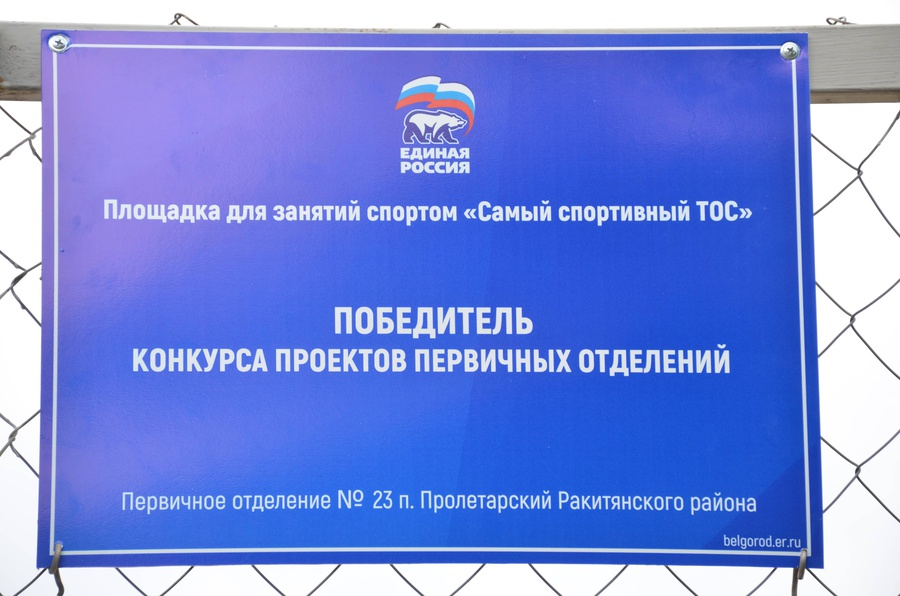 ЕДИНАЯ
РОССИЯ
Площадка для занятий спортом «Самый спортивный ТОС»
ПОБЕДИТЕЛЬ
КОНКУРСА ПРОЕКТОВ ПЕРВИЧНЫХ ОТДЕЛЕНИЙ
Первичное отделение № 23 п. Пролетарский Ракитянского района
belgorod.er.ru